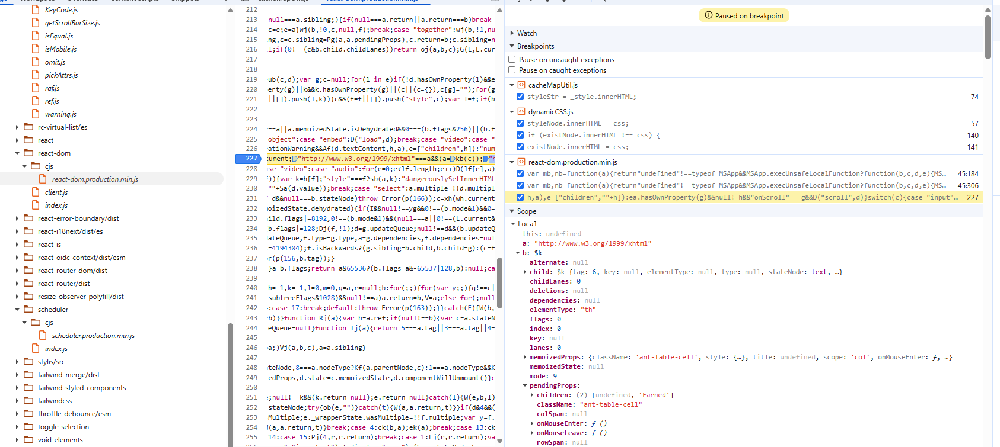 KeyCode.js
getScrollBarSize.js
isEqual.js
isMobile.js
omit.js
pickAttrs.js
raf.js
ref.js
warning.js
rc-virtual-list/es
react
react-dom
cjs
react-dom.production.min.js
client.js
index.js
react-error-boundary/dist
react-i18next/dist/es
react-is
react-oidc-context/dist/esm
react-router-dom/dist
react-router/dist
resize-observer-polyfill/dist
scheduler
cjs
scheduler.production.min.js
index.js
stylis/src
tailwind-merge/dist
tailwind-styled-components
tailwindcss
throttle-debounce/esm
toggle-selection
void-elements
212
213 null===a.sibling;){if(null===a.return||a.return===b)break
214 c=e;e=a}wj(b,!0,c,null,f);break;case "together":wj(b,!1,nu
215 ng,c=c.sibling=Pg(a,a.pendingProps),c.return=b;c.sibling=n
216 l;if(0!==(c&b.child.childLanes))return oj(a,b,c);G(L,L.cur
217
218
219 ub(c,d);var g;c=null;for(l in e)if(!d.hasOwnProperty(l)&&e
220 erty(g)||k&&k.hasOwnProperty(g)||(c||(c={}),c[g]="");for(g
221 ||[]).push(l,k))}c&&(f=f||[]).push("style",c);var l=f;if(b
222
223
224 ===a||a.memoizedState.isDehydrated&&0===(b.flags&256)||(b.f
225 object":case "embed":D("load",d);break;case "video":case "
226 ationWarning&&Af(d.textContent,h,a),e=["children",h]):"num
227 cument;"http://www.w3.org/1999/xhtml"===a&&(a=kb(c));"h
228 se "video":case "audio":for(e=0;e<lf.length;e++)D(lf[e],a)
229 f)){var k=h[f];"style"===f?sb(a,k):"dangerouslySetInnerHTML
230 ""+Sa(d.value));break;case "select":a.multiple=!!d.multipl
231 d&&null===b.stateNode)throw Error(p(166));c=xh(wh.current
232 moizedState.dehydrated){if(I&&null!==yg&&0!==(b.mode&1)&&0=
233 hild.flags|=8192,0!==(b.mode&1)&&(null===a||0!==(L.current&
234 b.flags|=128;Dj(f,!1);d=g.updateQueue;null!==d&&(b.updateQ
235 ateQueue,f.type=g.type,a=g.dependencies,f.dependencies=null
236 =4194304);f.isBackwards?(g.sibling=b.child,b.child=g):(c=f
237 or(p(156,b.tag));}
238 }a=b.flags;return a&65536?(b.flags=a&-65537|128,b):null;ca
239
240 h=-1,k=-1,l=0,m=0,q=a,r=null;b:for(;;){for(var y;;){q!==c|
241 subtreeFlags&1028)&&null!==a)a.return=b,V=a;else for(;null
242 :case 17:break;default:throw Error(p(163));}}catch(F){W(b,
243 =b)}}function Rj(a){var b=a.ref;if(null!==b){var c=a.stateN
244 eQueue=null}function Tj(a){return 5===a.tag||3===a.tag||4=
245
246 =a;)Vj(a,b,c),a=a.sibling}
247
248 ateNode,8===a.nodeType?Kf(a.parentNode,c):1===a.nodeType&&K
249 zedProps,d.state=c.memoizedState,d.componentWillUnmount()}c
250
251 e;null!==k&&(k.return=null);e.return=null}catch(l){W(e,b,l)
252 .stateNode;try{ob(e,"")}catch(t){W(a,a.return,t)}}if(d&4&&(
253 Multiple;e._wrapperState.wasMultiple=!!f.multiple;var y=f.
254 W(a,a.return,t)}break;case 4:ck(b,a);ek(a);break;case 13:ck
255 14:case 15:Pj(4,r,r.return);break;case 1:Lj(r,r.return);va
Paused on breakpoint
Watch
Breakpoints
Pause on uncaught exceptions
Pause on caught exceptions
cacheMapUtil.js
styleStr = _style.innerHTML; 74
dynamicCSS.js
styleNode.innerHTML = css; 57
if (existNode.innerHTML !== css) { 140
existNode.innerHTML = css; 141
react-dom.production.min.js
var mb,nb=function(a){return"undefined"!==typeof MSApp&&MSApp.execUnsafeLocalFunction?function(b,c,d,e){MS… 45:184
var mb,nb=function(a){return"undefined"!==typeof MSApp&&MSApp.execUnsafeLocalFunction?function(b,c,d,e){MS… 45:306
h,a),e=["children",""+h]):ea.hasOwnProperty(g)&&null!=h&&"onScroll"===g&&D("scroll",d)}switch(c){case "input"… 227
Scope
Local
this: undefined
a: "http://www.w3.org/1999/xhtml"
b: $k
alternate: null
child: $k {tag: 6, key: null, elementType: null, type: null, stateNode: text, …}
childLanes: 0
deletions: null
dependencies: null
elementType: "th"
flags: 0
index: 0
key: null
lanes: 0
memoizedProps: {className: 'ant-table-cell', style: {…}, title: undefined, scope: 'col', onMouseEnter: ƒ, …}
memoizedState: null
mode: 9
pendingProps:
children: (2) [undefined, 'Earned']
className: "ant-table-cell"
colSpan: null
onMouseEnter: ƒ ()
onMouseLeave: ƒ ()
rowSpan: null